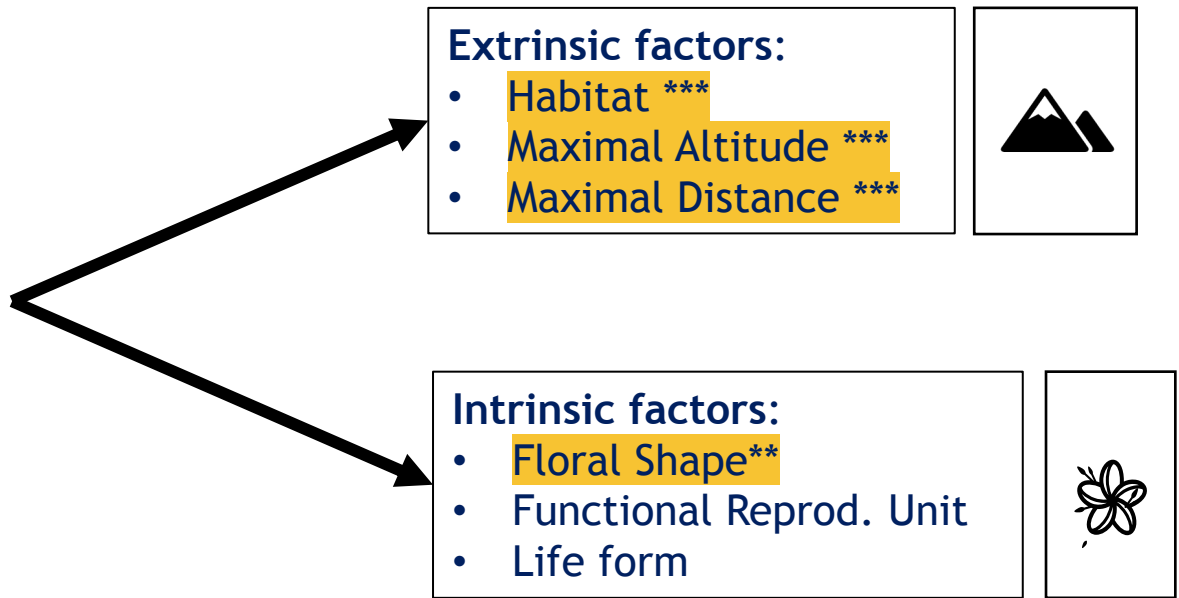 Extrinsic factors:
• Habitat ***
• Maximal Altitude ***
• Maximal Distance ***
Intrinsic factors:
• Floral Shape**
• Functional Reprod. Unit
• Life form